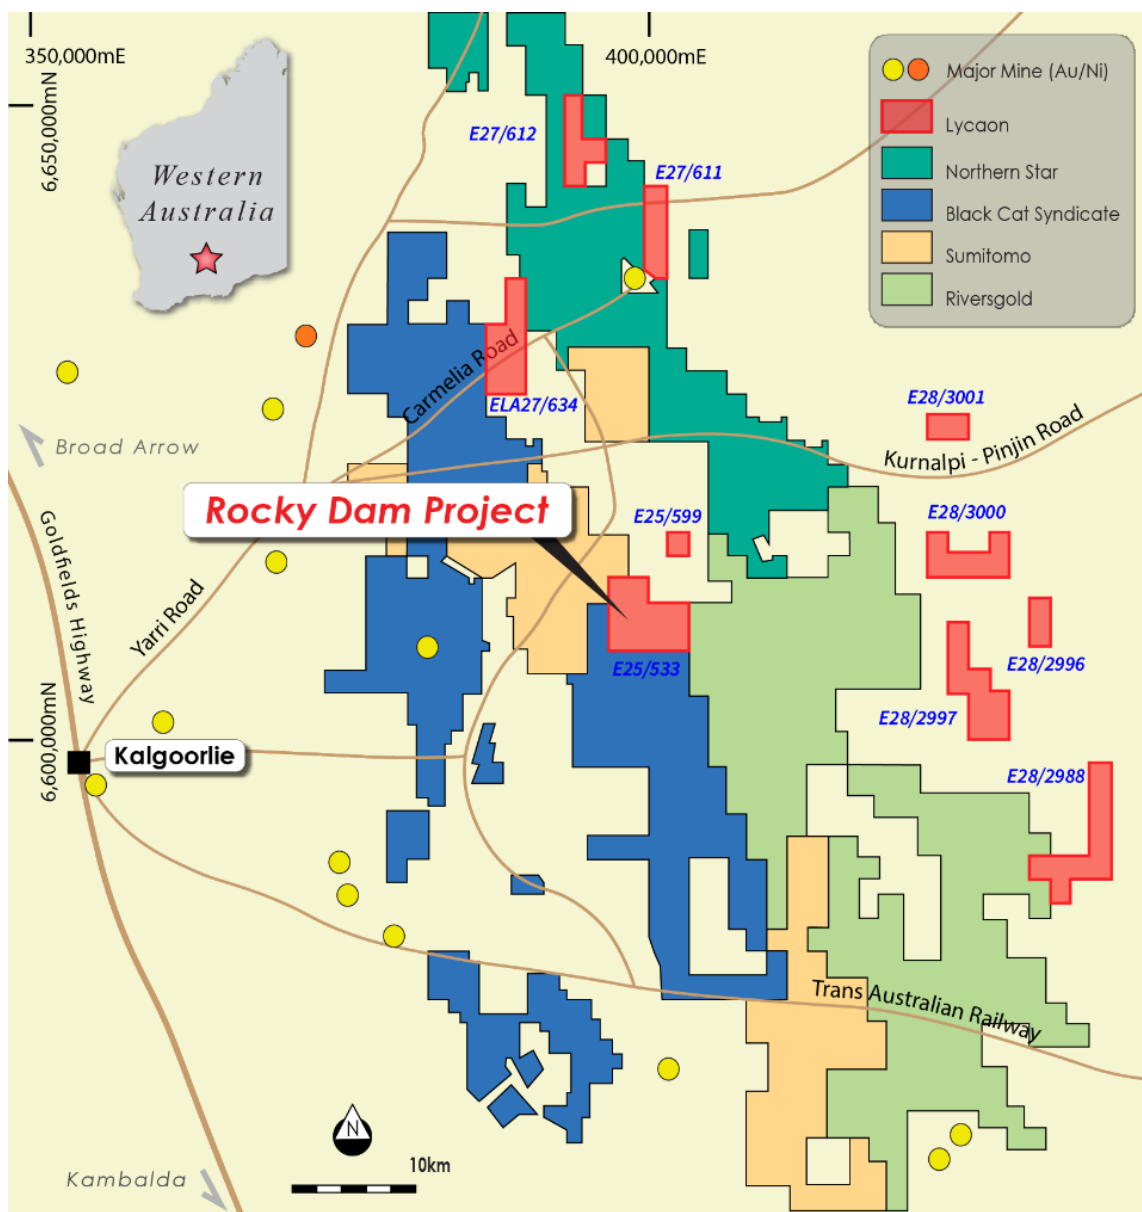 350,000mE
400,000mE
6,650,000mN
6,600,000mN
Western
Australia
Major Mine (Au/Ni)
Lycaon
Northern Star
Black Cat Syndicate
Sumitomo
Riversgold
E27/612
E27/611
Carmelia Road
ELA27/634
E28/3001
Broad Arrow
Kurnalpi - Pinjin Road
Rocky Dam Project
E25/599
E28/3000
Goldfields Highway
Yarri Road
E25/533
E28/2996
E28/2997
Kalgoorlie
E28/2988
Trans Australian Railway
N
10km
Kambalda